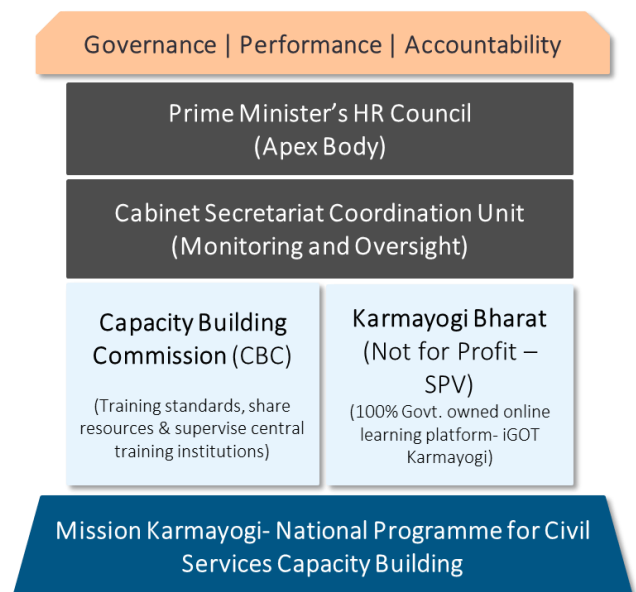 Governance | Performance | Accountability
Prime Minister’s HR Council
(Apex Body)
Cabinet Secretariat Coordination Unit
(Monitoring and Oversight)
Capacity Building
Commission (CBC)
(Training standards, share
resources & supervise central
training institutions)
Karmayogi Bharat
(Not for Profit –
SPV)
(100% Govt. owned online
learning platform- iGOT
Karmayogi)
Mission Karmayogi- National Programme for Civil
Services Capacity Building